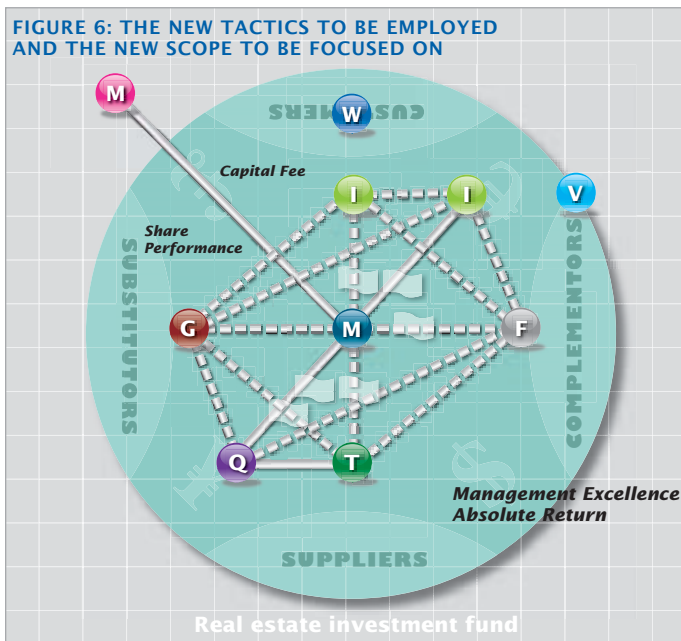 FIGURE 6: THE NEW TACTICS TO BE EMPLOYED
AND THE NEW SCOPE TO BE FOCUSED ON
M
CUSTOMERS
W
Capital Fee
I
I
V
Share
Performance
SUBSTITUTORS
COMPLEMENTORS
G
M
F
Q
T
Management Excellence
Absolute Return
SUPPLIERS
Real estate investment fund